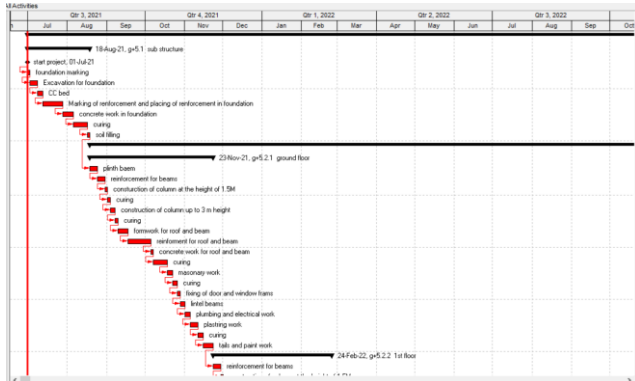 All Activities
Qtr 3, 2021 Qtr 4, 2021 Qtr 1, 2022 Qtr 2, 2022 Qtr 3, 2022
Jul Aug Sep Oct Nov Dec Jan Feb Mar Apr May Jun Jul Aug Sep Oct
18-Aug-21, g+5.1 sub structure
start project, 01-Jul-21
foundation marking
Excavation for foundation
CC bed
Marking of renforcement and placing of renforcement in foundation
concrete work in foundation
curing
soil filling
23-Nov-21, g+5.2.1 ground floor
plinth baem
reinforcement for beams
consturction of column at the height of 1.5M
curing
construction of column up to 3 m height
curing
formwork for roof and beam
reinforment for roof and beam
concrete work for roof and beam
curing
masonary work
curing
fixing of door and window frams
lintel beams
plumbing and electrical work
plastring work
curing
tails and paint work
24-Feb-22, g+5.2.2 1st floor
reinforcement for beams